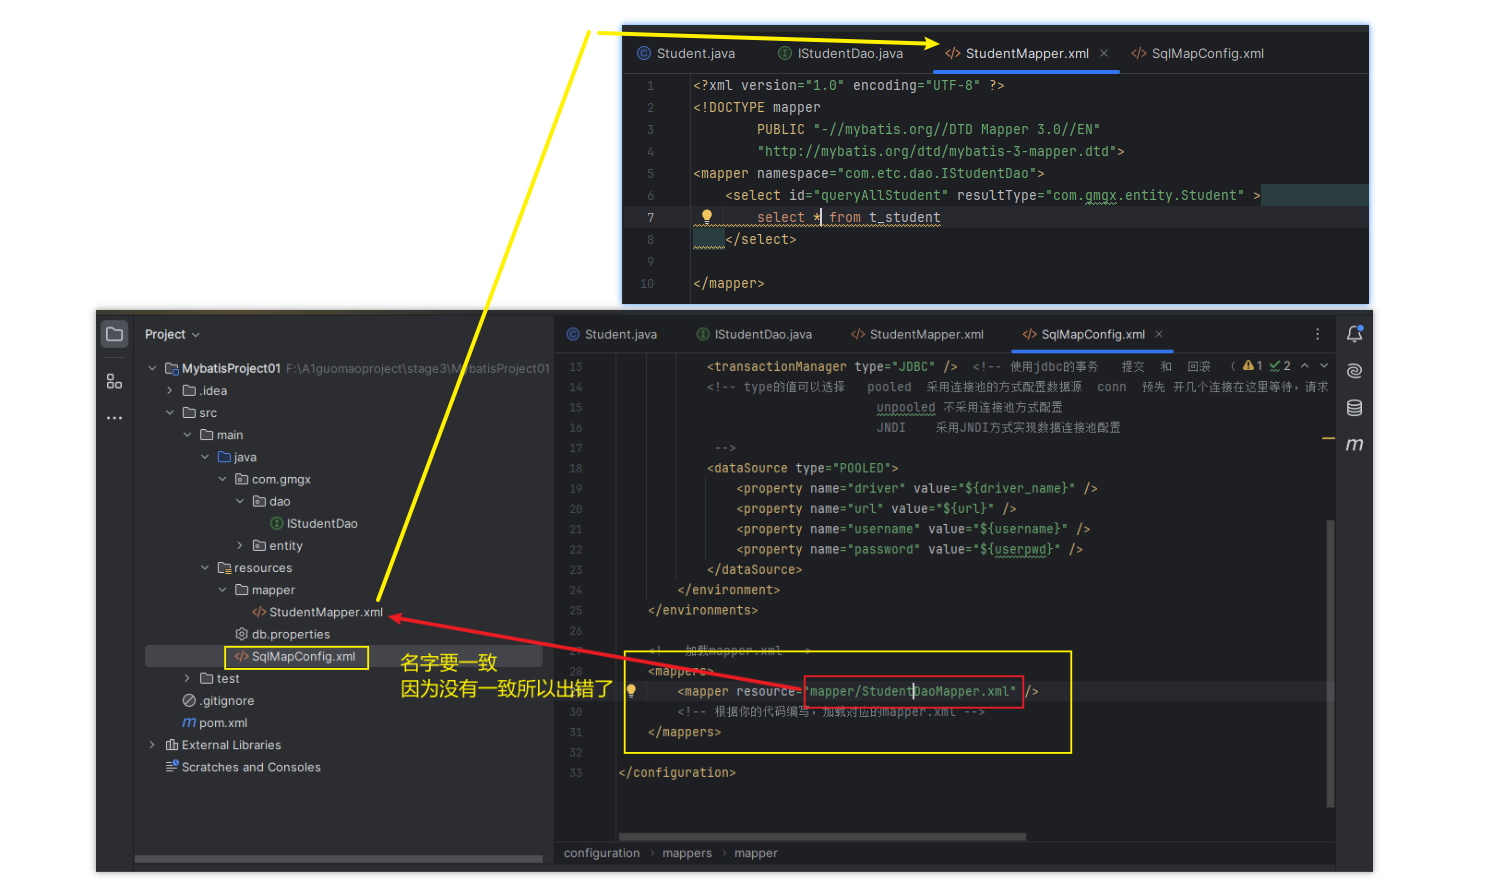 Student.java
IStudentDao.java
</> StudentMapper.xml ×
</> SqlMapConfig.xml
1 <?xml version="1.0" encoding="UTF-8" ?>
2 <!DOCTYPE mapper
3 PUBLIC "-//mybatis.org//DTD Mapper 3.0//EN"
4 "http://mybatis.org/dtd/mybatis-3-mapper.dtd">
5 <mapper namespace="com.etc.dao.IStudentDao">
6 <select id="queryAllStudent" resultType="com.gmgx.entity.Student" >
7 select * from t_student
8 </select>
9
10 </mapper>
Project
MybatisProject01 F:\A1guomaoproject\stage3\MybatisProject01
.idea
src
main
java
com.gmgx
dao
IStudentDao
entity
resources
mapper
</> StudentMapper.xml
db.properties
</> SqlMapConfig.xml
test
.gitignore
m pom.xml
External Libraries
Scratches and Consoles
名字要一致
因为没有一致所以出错了
Student.java
IStudentDao.java
</> StudentMapper.xml
</> SqlMapConfig.xml ×
13 <transactionManager type="JDBC" /> <!-- 使用jdbc的事务 提交 和 回滚 (
1 2
14 <!-- type的值可以选择 pooled 采用连接池的方式配置数据源 conn 预先 开几个连接在这里等待，请求
15 unpooled 不采用连接池方式配置
16 JNDI 采用JNDI方式实现数据连接池配置
17 -->
18 <dataSource type="POOLED">
19 <property name="driver" value="${driver_name}" />
20 <property name="url" value="${url}" />
21 <property name="username" value="${username}" />
22 <property name="password" value="${userpwd}" />
23 </dataSource>
24 </environment>
25 </environments>
26
27 加载mapper.xml
28 <mappers>
<mapper resource="mapper/StudentDaoMapper.xml" />
30 <!-- 根据你的代码编写，加载对应的mapper.xml -->
31 </mappers>
32
33 </configuration>
configuration › mappers › mapper
m